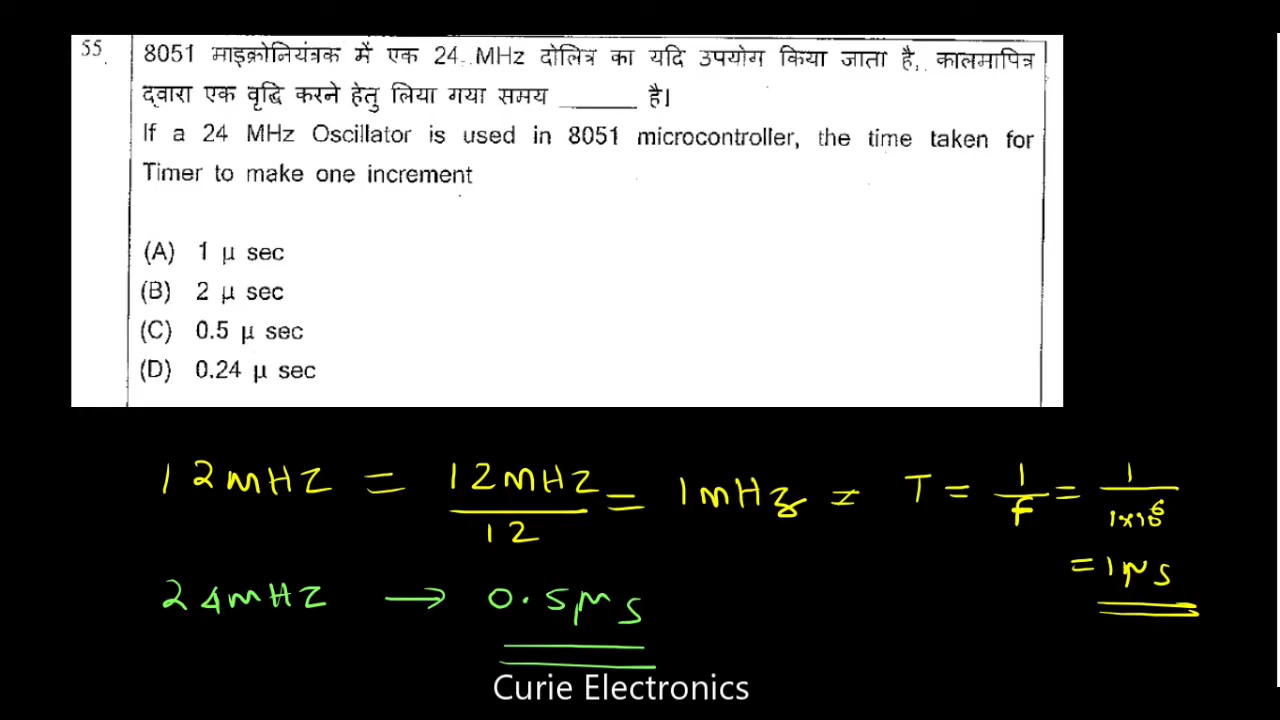 55. 8051 माइक्रोनियंत्रक में एक 24 MHz दोलित्र का यदि उपयोग किया जाता है, कालमापित्र
द्वारा एक वृद्धि करने हेतु लिया गया समय ______ है।
If a 24 MHz Oscillator is used in 8051 microcontroller, the time taken for
Timer to make one increment
(A) 1 μ sec
(B) 2 μ sec
(C) 0.5 μ sec
(D) 0.24 μ sec
12MHZ = 12MHZ/12 = 1MHz = T = 1/F = 1/1×10⁶
= 1μs
24MHZ → 0.5μs
Curie Electronics